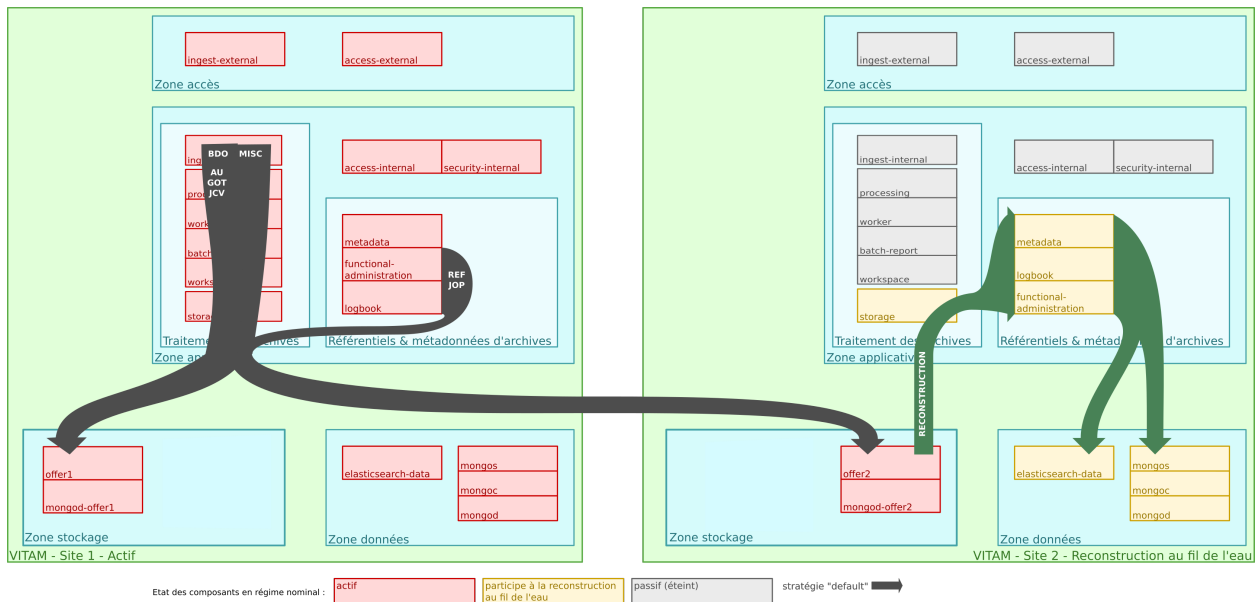 ingest-external
access-external
Zone accès
BDO MISC
AU
GOT
JCV
access-internal
security-internal
metadata
functional-
administration
logbook
REF
JOP
Référentiels & métadonnées d'archives
offer1
mongod-offer1
Zone stockage
elasticsearch-data
mongos
mongoc
mongod
Zone données
VITAM - Site 1 - Actif
ingest-external
access-external
Zone accès
ingest-internal
processing
worker
batch-report
workspace
storage
Traitement des archives
access-internal
security-internal
metadata
logbook
functional-
administration
Référentiels & d'archives
RECONSTRUCTION
offer2
mongod-offer2
Zone stockage
elasticsearch-data
mongos
mongoc
mongod
Zone données
VITAM - Site 2 - Reconstruction au fil de l'eau
Etat des composants en régime nominal :
actif
participe à la reconstruction
au fil de l'eau
passif (éteint)
stratégie "default"